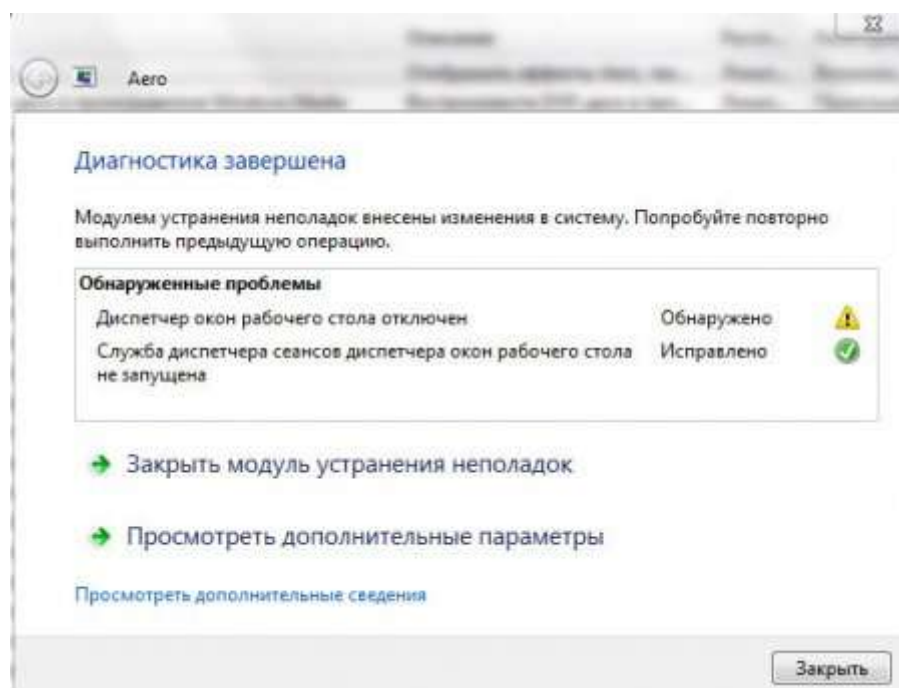 Aero
Диагностика завершена
Модулем устранения неполадок внесены изменения в систему. Попробуйте повторно
выполнить предыдущую операцию.
Обнаруженные проблемы
Диспетчер окон рабочего стола отключен Обнаружено
Служба диспетчера сеансов диспетчера окон рабочего стола Исправлено
не запущена
Закрыть модуль устранения неполадок
Просмотреть дополнительные параметры
Просмотреть дополнительные сведения
Закрыть